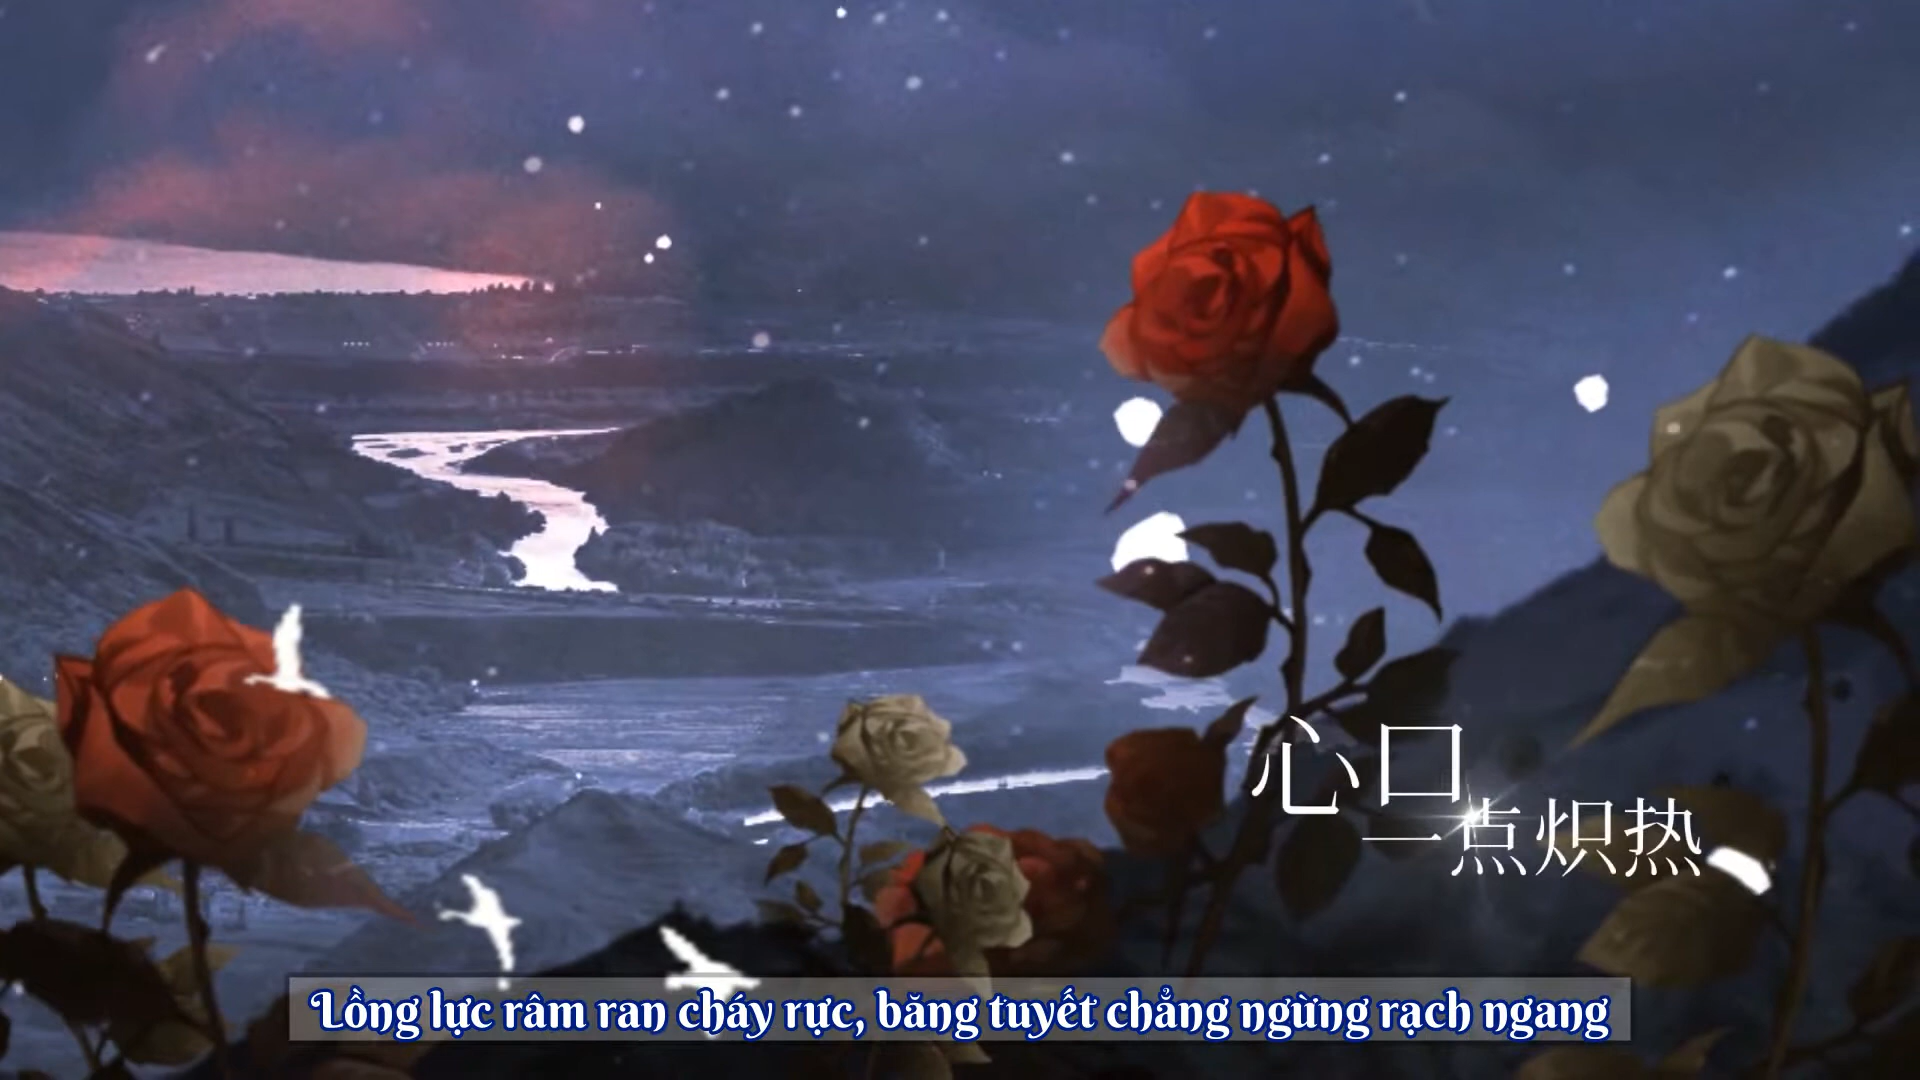 心口
一点炽热
Lồng lực râm ran cháy rực, băng tuyết chẳng ngừng rạch ngang